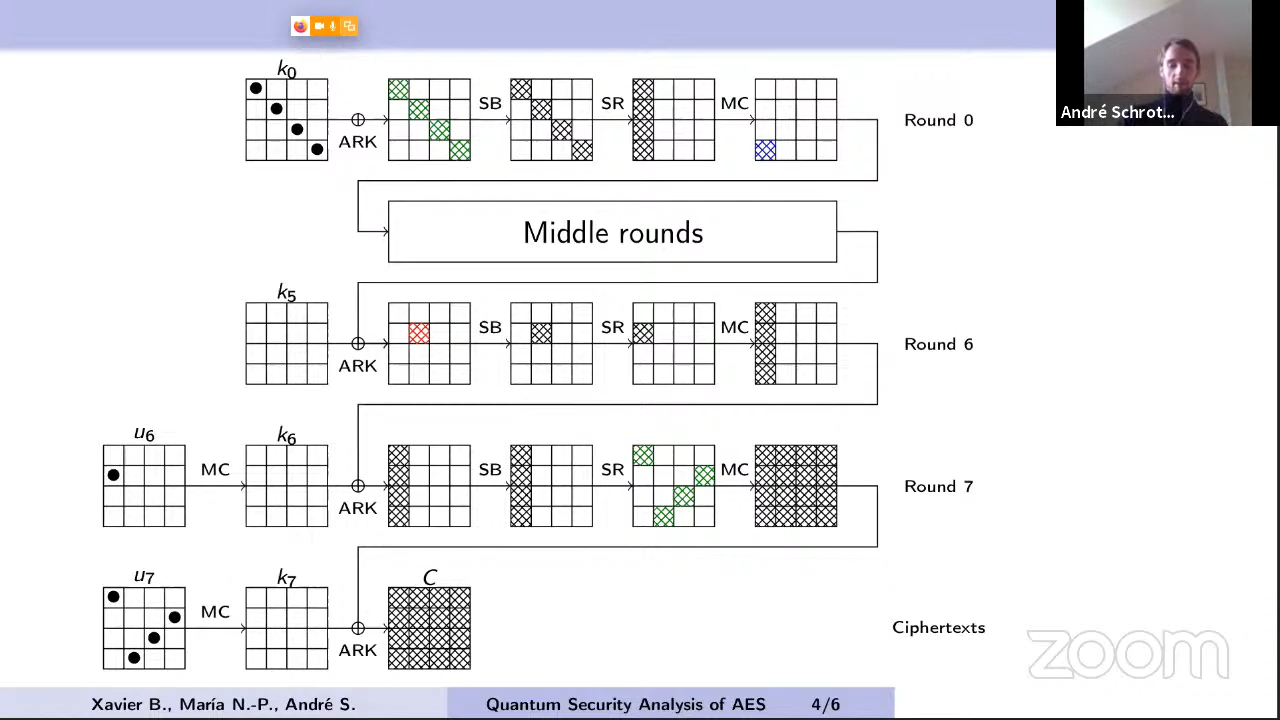 k0
SB
SR
MC
Round 0
ARK
André Schrot...
Middle rounds
k5
SB
SR
MC
Round 6
ARK
u6
MC
k6
SB
SR
MC
Round 7
ARK
u7
MC
k7
C
ARK
Ciphertexts
zoom
Xavier B., María N.-P., André S.
Quantum Security Analysis of AES
4/6